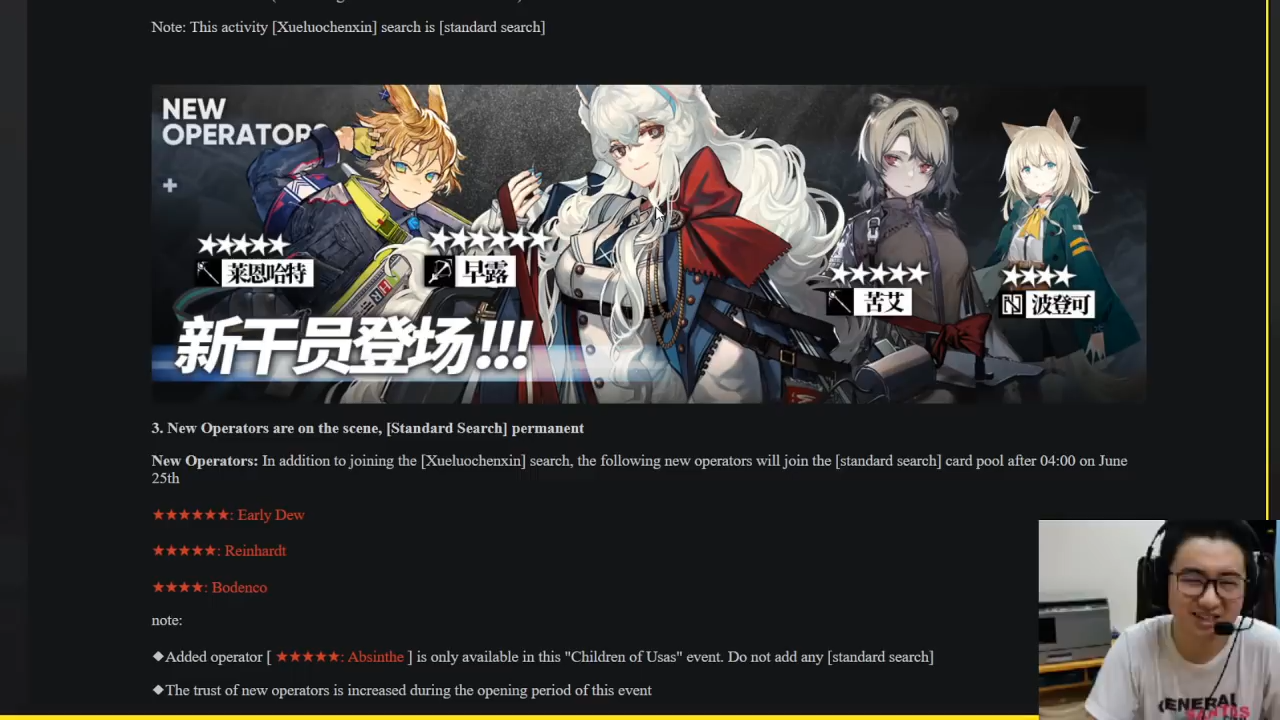 Note: This activity [Xueluochenxin] search is [standard search]
NEW
OPERATORS
★★★★★
莱恩哈特
★★★★★★
早露
★★★★★
苦艾
★★★★
波登可
新干员登场!!!
3. New Operators are on the scene, [Standard Search] permanent
New Operators: In addition to joining the [Xueluochenxin] search, the following new operators will join the [standard search] card pool after 04:00 on June
25th
★★★★★★: Early Dew
★★★★★: Reinhardt
★★★★: Bodenco
note:
❖Added operator [ ★★★★★: Absinthe ] is only available in this "Children of Usas" event. Do not add any [standard search]
❖The trust of new operators is increased during the opening period of this event